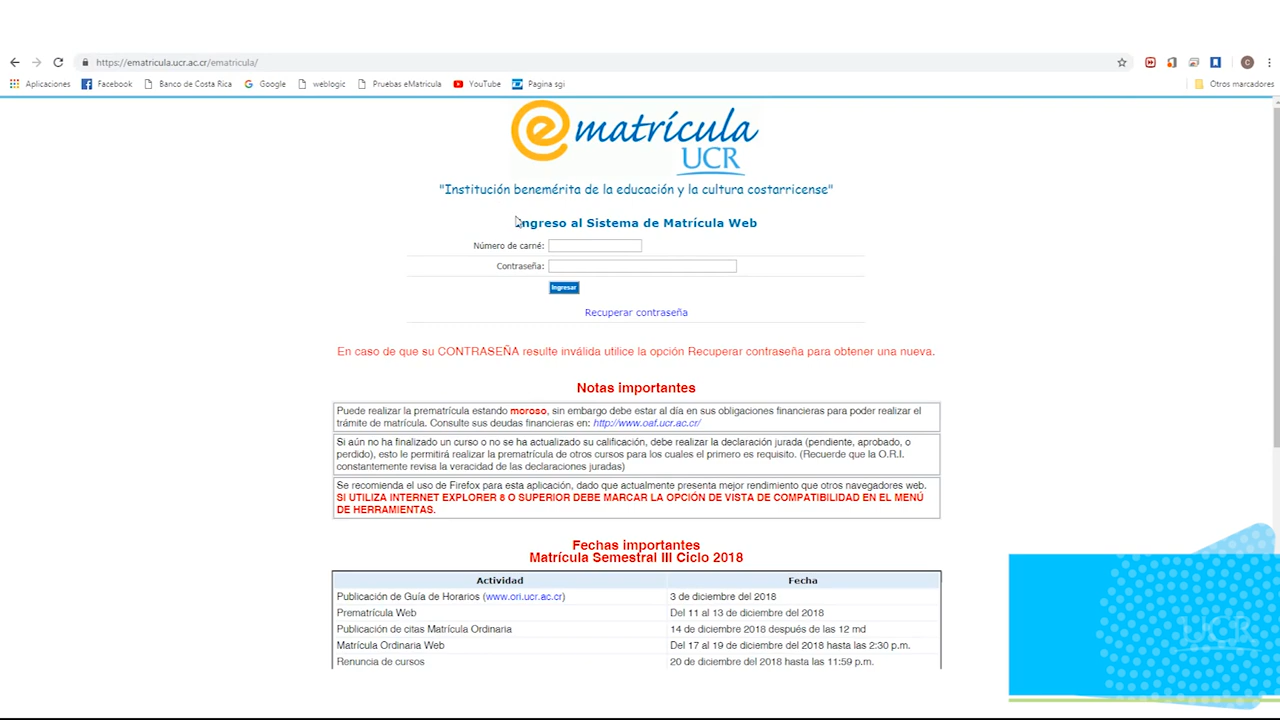 https://ematricula.ucr.ac.cr/ematricula/
Aplicaciones Facebook Banco de Costa Rica Google weblogic Pruebas eMatricula YouTube Pagina sgi Otros marcadores
ematrícula
UCR
"Institución benemérita de la educación y la cultura costarricense"
Ingreso al Sistema de Matrícula Web
Número de carné:
Contraseña:
Ingresar
Recuperar contraseña
En caso de que su CONTRASEÑA resulte inválida utilice la opción Recuperar contraseña para obtener una nueva.
Notas importantes
Puede realizar la prematrícula estando moroso, sin embargo debe estar al día en sus obligaciones financieras para poder realizar el
trámite de matrícula. Consulte sus deudas financieras en: http://www.oaf.ucr.ac.cr/
Si aún no ha finalizado un curso o no se ha actualizado su calificación, debe realizar la declaración jurada (pendiente, aprobado, o
perdido), esto le permitirá realizar la prematrícula de otros cursos para los cuales el primero es requisito. (Recuerde que la O.R.I.
constantemente revisa la veracidad de las declaraciones juradas)
Se recomienda el uso de Firefox para esta aplicación, dado que actualmente presenta mejor rendimiento que otros navegadores web.
SI UTILIZA INTERNET EXPLORER 8 O SUPERIOR DEBE MARCAR LA OPCIÓN DE VISTA DE COMPATIBILIDAD EN EL MENÚ
DE HERRAMIENTAS.
Fechas importantes
Matrícula Semestral III Ciclo 2018
Actividad Fecha
Publicación de Guía de Horarios (www.ori.ucr.ac.cr) 3 de diciembre del 2018
Prematrícula Web Del 11 al 13 de diciembre del 2018
Publicación de citas Matrícula Ordinaria 14 de diciembre 2018 después de las 12 md
Matrícula Ordinaria Web Del 17 al 19 de diciembre del 2018 hasta las 2:30 p.m.
Renuncia de cursos 20 de diciembre del 2018 hasta las 11:59 p.m.
UCR